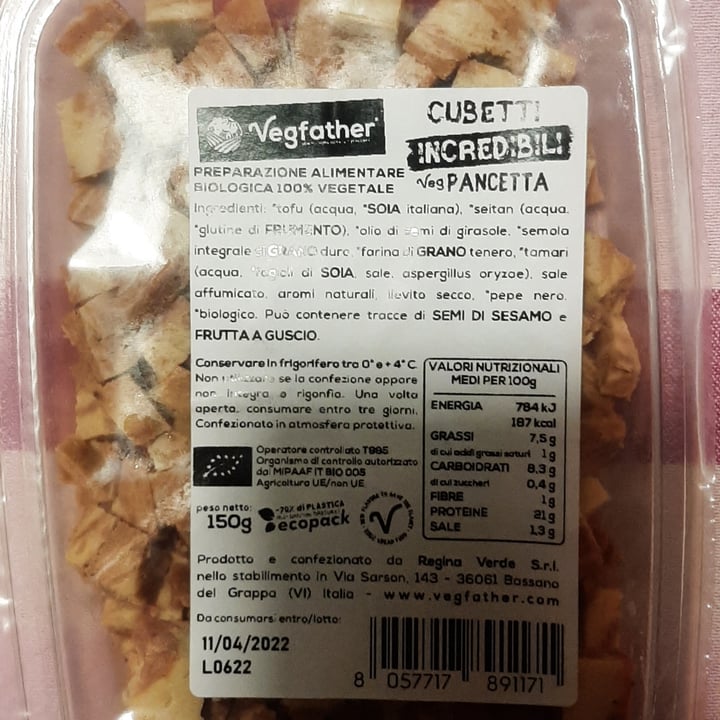 Vegfather
CUBETTI
INCREDIBILI
Veg PANCETTA
PREPARAZIONE ALIMENTARE
BIOLOGICA 100% VEGETALE
Ingredienti: *tofu (acqua, *SOIA italiana), *seitan (acqua,
*glutine di FRUMENTO), *olio di semi di girasole, *semola
integrale di GRANO duro, *farina di GRANO tenero, *tamari
(acqua, *fagioli di SOIA, sale, aspergillus oryzae), sale
affumicato, aromi naturali, lievito secco, *pepe nero.
*biologico. Può contenere tracce di SEMI DI SESAMO e
FRUTTA A GUSCIO.
Conservare in frigorifero tra 0° e + 4° C.
Non utilizzare se la confezione appare
non integra o rigonfia. Una volta
aperta, consumare entro tre giorni.
Confezionato in atmosfera protettiva.
VALORI NUTRIZIONALI
MEDI PER 100g
ENERGIA 784 kJ
187 kcal
GRASSI 7,5 g
di cui acidi grassi saturi 1 g
CARBOIDRATI 8,3 g
di cui zuccheri 0,4 g
FIBRE 1 g
PROTEINE 21 g
SALE 1,3 g
Operatore controllato T885
Organismo di controllo autorizzato
dal MIPAAF IT BIO 005
Agricoltura UE/non UE
peso netto:
150g
-70% di PLASTICA
ecopack
Prodotto e confezionato da Regina Verde S.r.l.
nello stabilimento in Via Sarson, 143 - 36061 Bassano
del Grappa (VI) Italia - www.vegfather.com
Da consumarsi entro/lotto:
11/04/2022
L0622
8 057717 891171